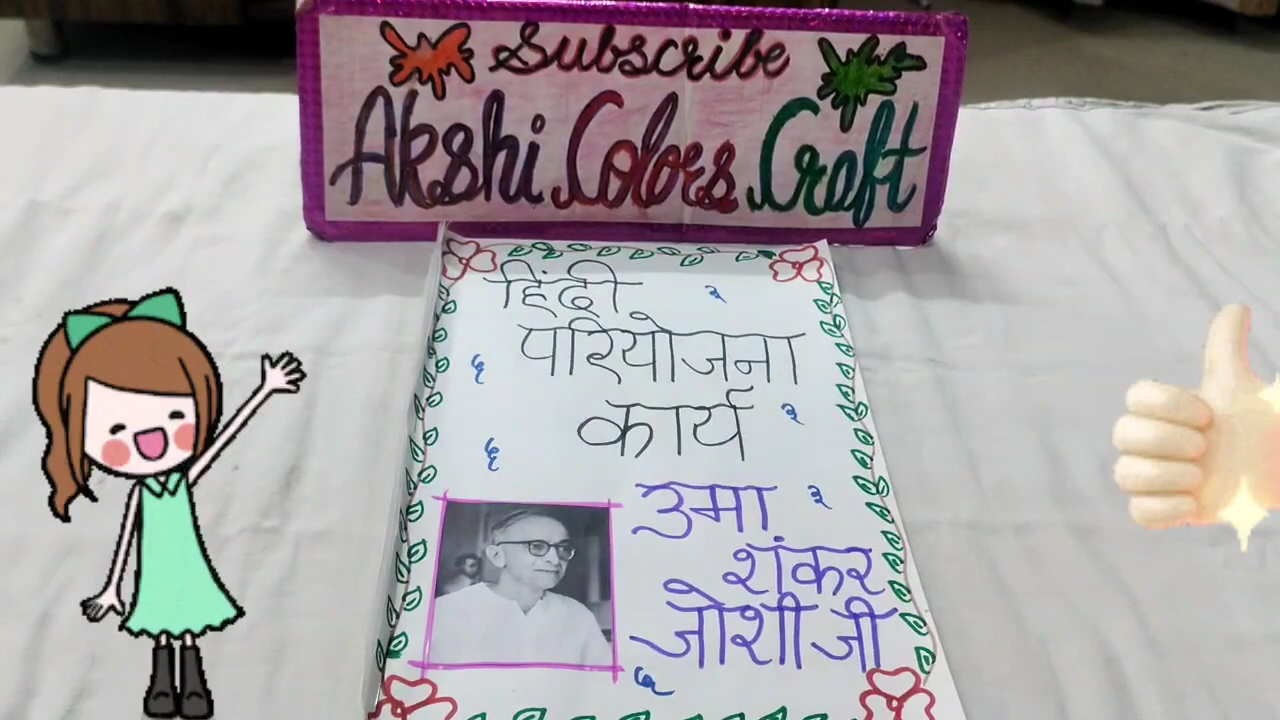 Subscribe
Akshi Colors Craft
हिंदी
परियोजना
कार्य
उमा
शंकर
जोशी जी